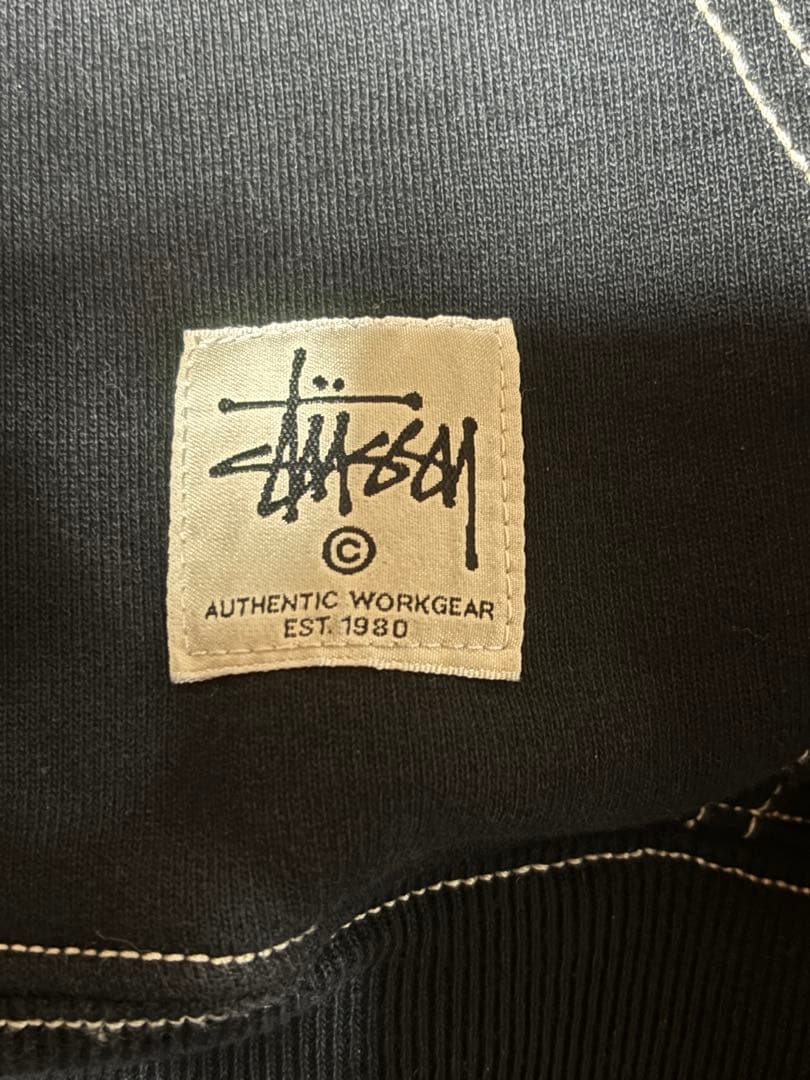 Stüssy
©
AUTHENTIC WORKGEAR
EST. 1980